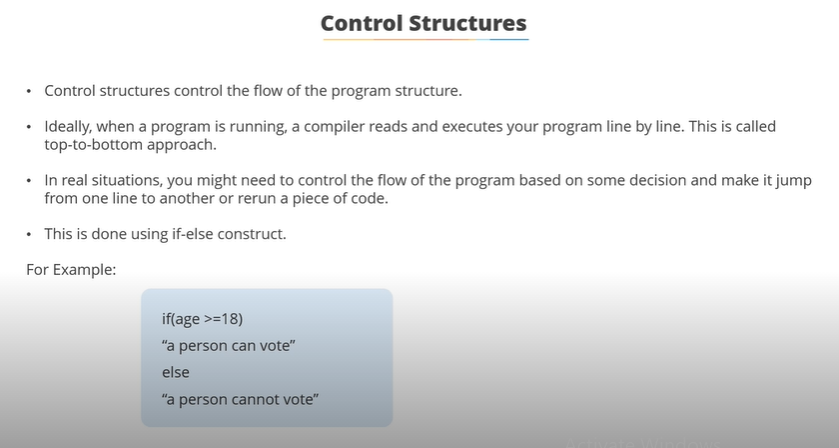 Control Structures
• Control structures control the flow of the program structure.
• Ideally, when a program is running, a compiler reads and executes your program line by line. This is called
top-to-bottom approach.
• In real situations, you might need to control the flow of the program based on some decision and make it jump
from one line to another or rerun a piece of code.
• This is done using if-else construct.
For Example:
if(age >=18)
“a person can vote”
else
“a person cannot vote”
Activate Windows